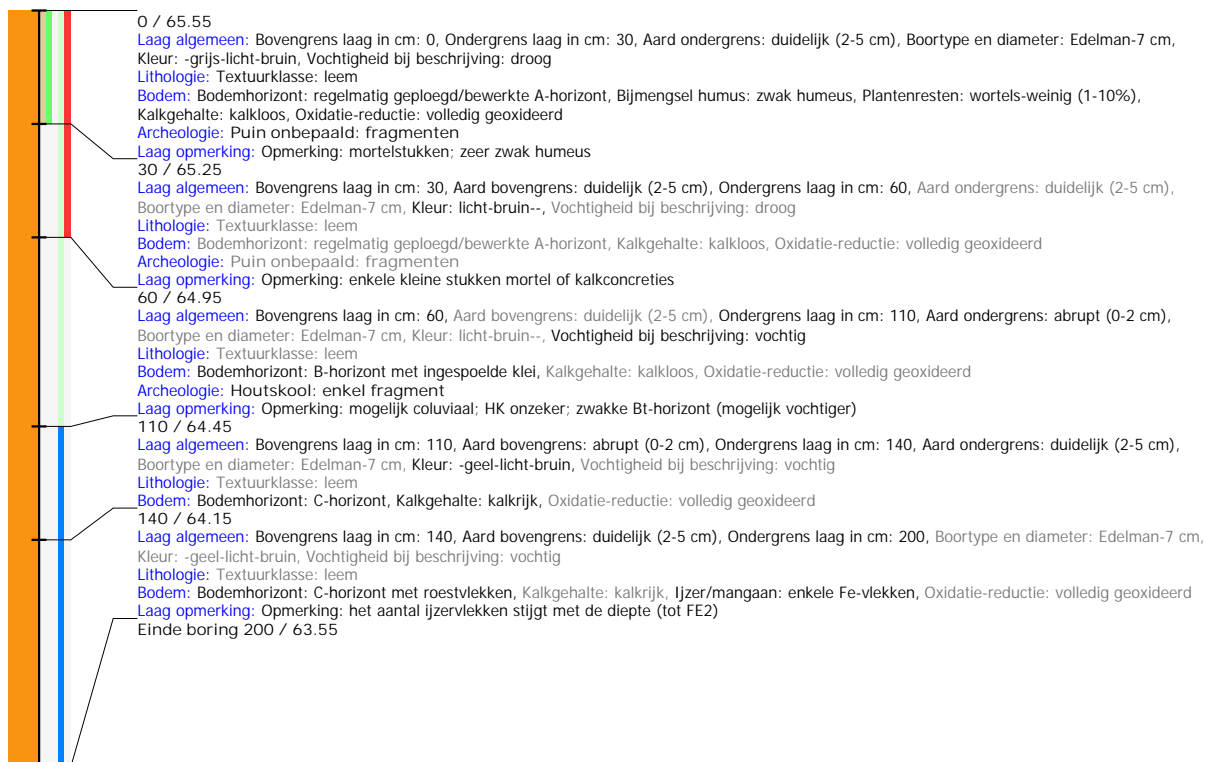 0 / 65.55
Laag algemeen: Bovengrens laag in cm: 0, Ondergrens laag in cm: 30, Aard ondergrens: duidelijk (2-5 cm), Boortype en diameter: Edelman-7 cm,
Kleur: -grijs-licht-bruin, Vochtigheid bij beschrijving: droog
Lithologie: Textuurklasse: leem
Bodem: Bodemhorizont: regelmatig geploegd/bewerkte A-horizont, Bijmengsel humus: zwak humeus, Plantenresten: wortels-weinig (1-10%),
Kalkgehalte: kalkloos, Oxidatie-reductie: volledig geoxideerd
Archeologie: Puin onbepaald: fragmenten
Laag opmerking: Opmerking: mortelstukken; zeer zwak humeus
30 / 65.25
Laag algemeen: Bovengrens laag in cm: 30, Aard bovengrens: duidelijk (2-5 cm), Ondergrens laag in cm: 60, Aard ondergrens: duidelijk (2-5 cm),
Boortype en diameter: Edelman-7 cm, Kleur: licht-bruin--, Vochtigheid bij beschrijving: droog
Lithologie: Textuurklasse: leem
Bodem: Bodemhorizont: regelmatig geploegd/bewerkte A-horizont, Kalkgehalte: kalkloos, Oxidatie-reductie: volledig geoxideerd
Archeologie: Puin onbepaald: fragmenten
Laag opmerking: Opmerking: enkele kleine stukken mortel of kalkconcreties
60 / 64.95
Laag algemeen: Bovengrens laag in cm: 60, Aard bovengrens: duidelijk (2-5 cm), Ondergrens laag in cm: 110, Aard ondergrens: abrupt (0-2 cm),
Boortype en diameter: Edelman-7 cm, Kleur: licht-bruin--, Vochtigheid bij beschrijving: vochtig
Lithologie: Textuurklasse: leem
Bodem: Bodemhorizont: B-horizont met ingespoelde klei, Kalkgehalte: kalkloos, Oxidatie-reductie: volledig geoxideerd
Archeologie: Houtskool: enkel fragment
Laag opmerking: Opmerking: mogelijk coluviaal; HK onzeker; zwakke Bt-horizont (mogelijk vochtiger)
110 / 64.45
Laag algemeen: Bovengrens laag in cm: 110, Aard bovengrens: abrupt (0-2 cm), Ondergrens laag in cm: 140, Aard ondergrens: duidelijk (2-5 cm),
Boortype en diameter: Edelman-7 cm, Kleur: -geel-licht-bruin, Vochtigheid bij beschrijving: vochtig
Lithologie: Textuurklasse: leem
Bodem: Bodemhorizont: C-horizont, Kalkgehalte: kalkrijk, Oxidatie-reductie: volledig geoxideerd
140 / 64.15
Laag algemeen: Bovengrens laag in cm: 140, Aard bovengrens: duidelijk (2-5 cm), Ondergrens laag in cm: 200, Boortype en diameter: Edelman-7 cm,
Kleur: -geel-licht-bruin, Vochtigheid bij beschrijving: vochtig
Lithologie: Textuurklasse: leem
Bodem: Bodemhorizont: C-horizont met roestvlekken, Kalkgehalte: kalkrijk, Ijzer/mangaan: enkele Fe-vlekken, Oxidatie-reductie: volledig geoxideerd
Laag opmerking: Opmerking: het aantal ijzervlekken stijgt met de diepte (tot FE2)
Einde boring 200 / 63.55